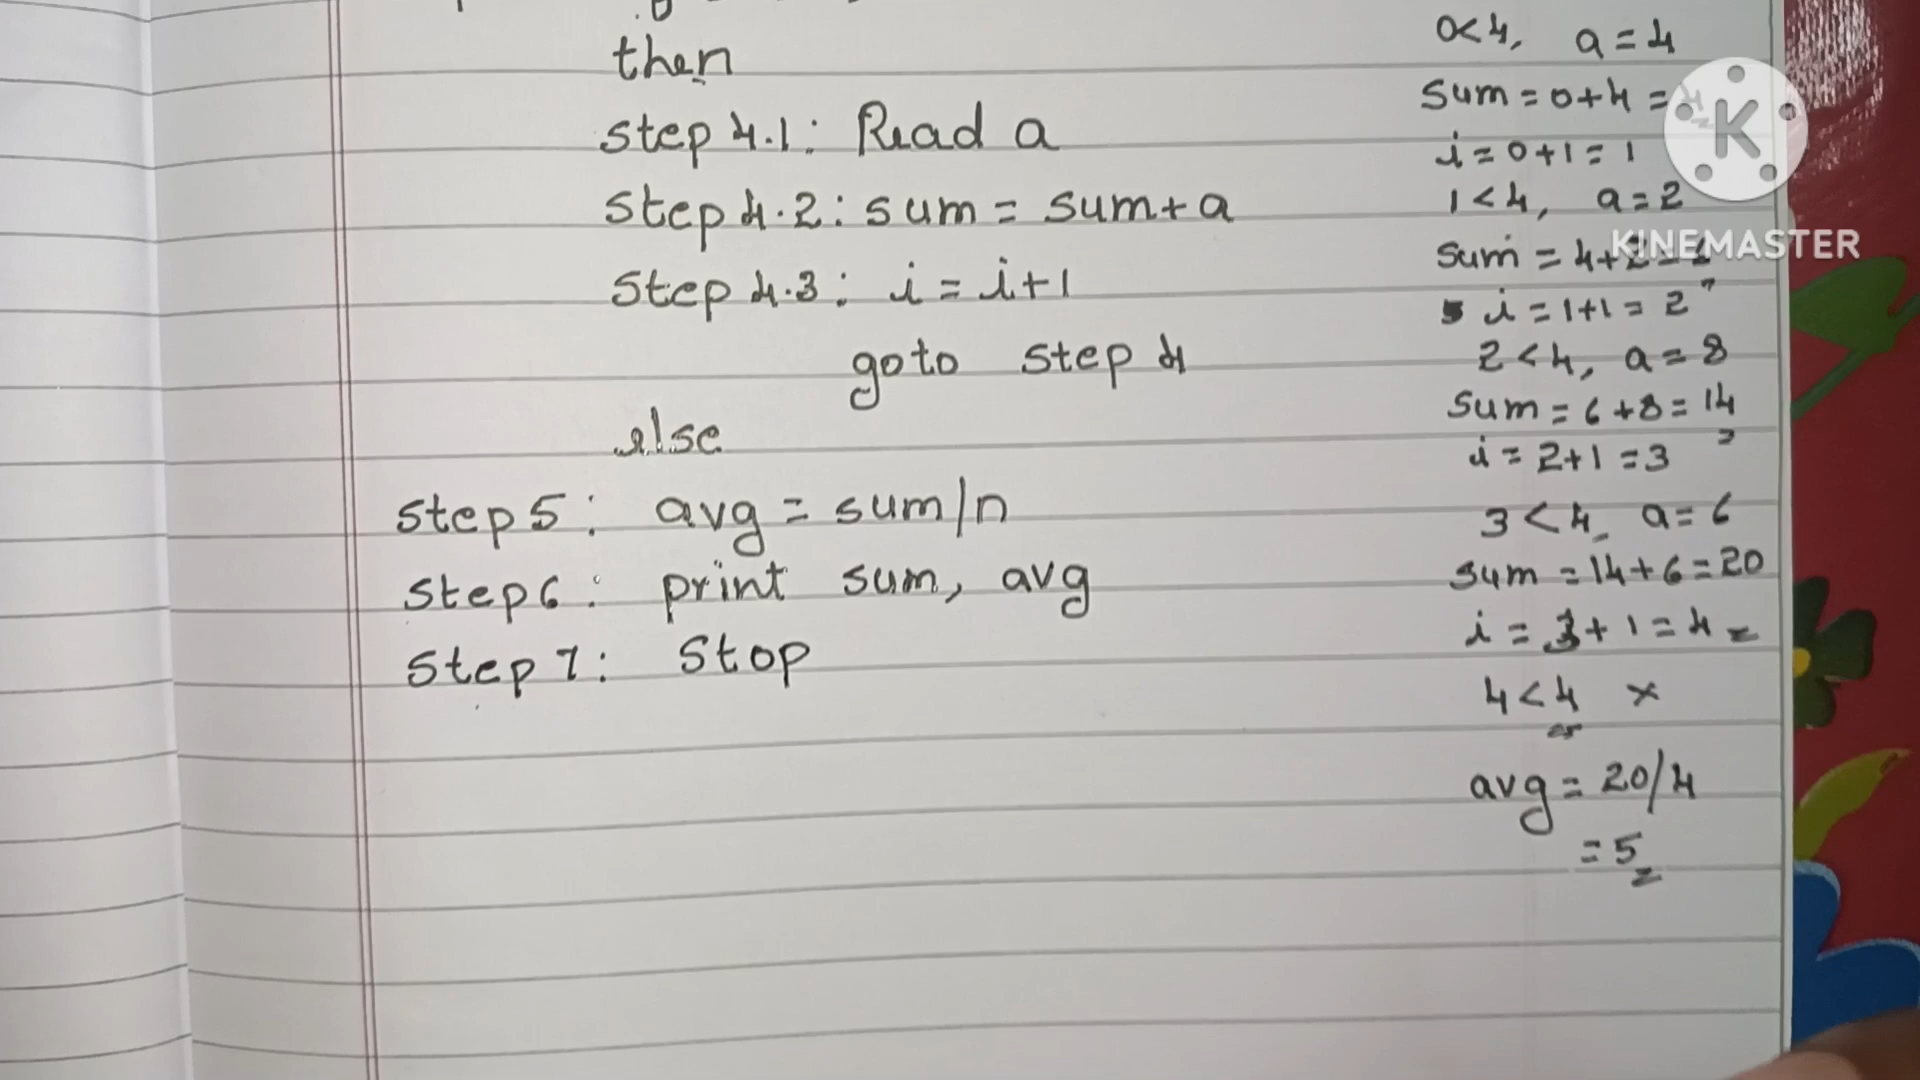 then
step 4.1: Read a
step 4.2: sum = sum+a
step 4.3: i = i+1
goto step 4
else
step 5: avg = sum/n
step 6: print sum, avg
step 7: Stop
0<4, a=4
sum = 0+4 =
i = 0+1 = 1
1<4, a=2
sum = 4+2=6
i = 1+1 = 2
2<4, a=8
sum = 6+8=14
i = 2+1 = 3
3<4, a=6
sum = 14+6=20
i = 3+1=4
4<4 x
avg = 20/4
= 5
K
KINEMASTER